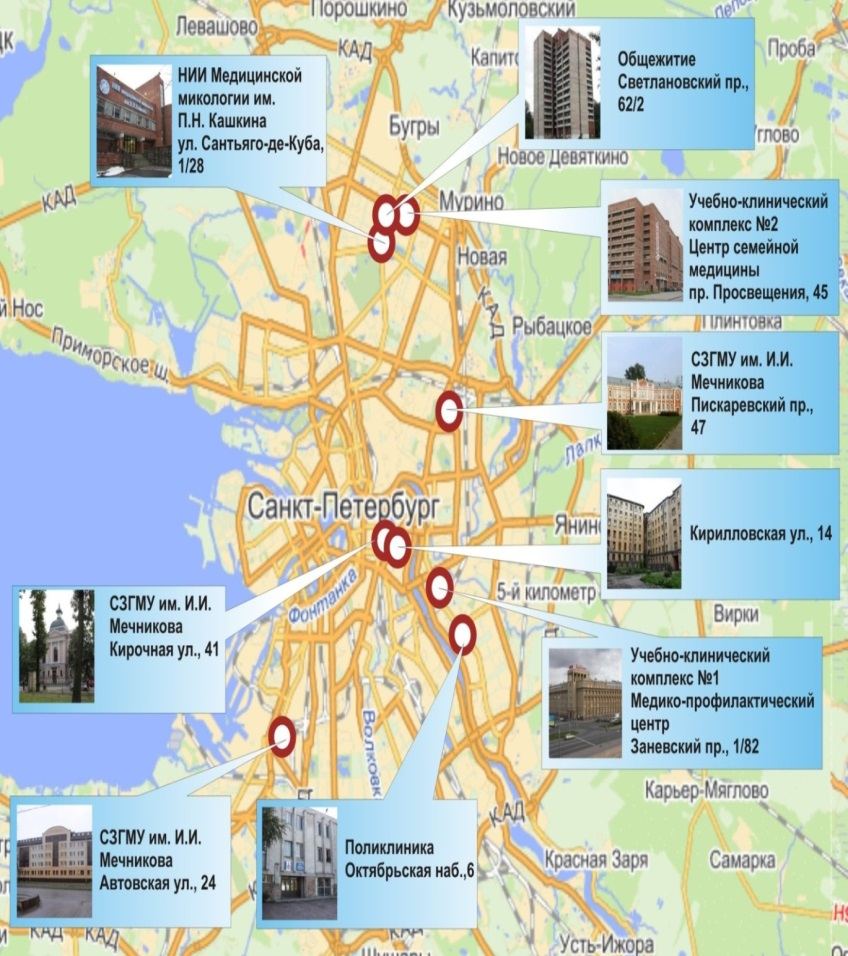 Порошкино
Кузьмоловский
Левашово
КАД
Проба
НИИ Медицинской
микологии им.
П.Н. Кашкина
ул. Сантьяго-де-Куба,
1/28
Общежитие
Светлановский пр.,
62/2
Бугры
Новое Девяткино
КАД
Мурино
Учебно-клинический
комплекс №2
Центр семейной
медицины
пр. Просвещения, 45
Новая
КАД
й Нос
Рыбацкое
Плинтовка
Приморское ш.
СЗГМУ им. И.И.
Мечникова
Пискаревский пр.,
47
Санкт-Петербург
Кирилловская ул., 14
Фонтанка
5-й километр
Вирки
СЗГМУ им. И.И.
Мечникова
Кирочная ул., 41
Учебно-клинический
комплекс №1
Медико-профилактический
центр
Заневский пр., 1/82
Волковк
Карьер-Мяглово
КАД
СЗГМУ им. И.И.
Мечникова
Автовская ул., 24
Поликлиника
Октябрьская наб.,6
Красная Заря
Самарка
КАД
КАД
КАД
Усть-Ижора